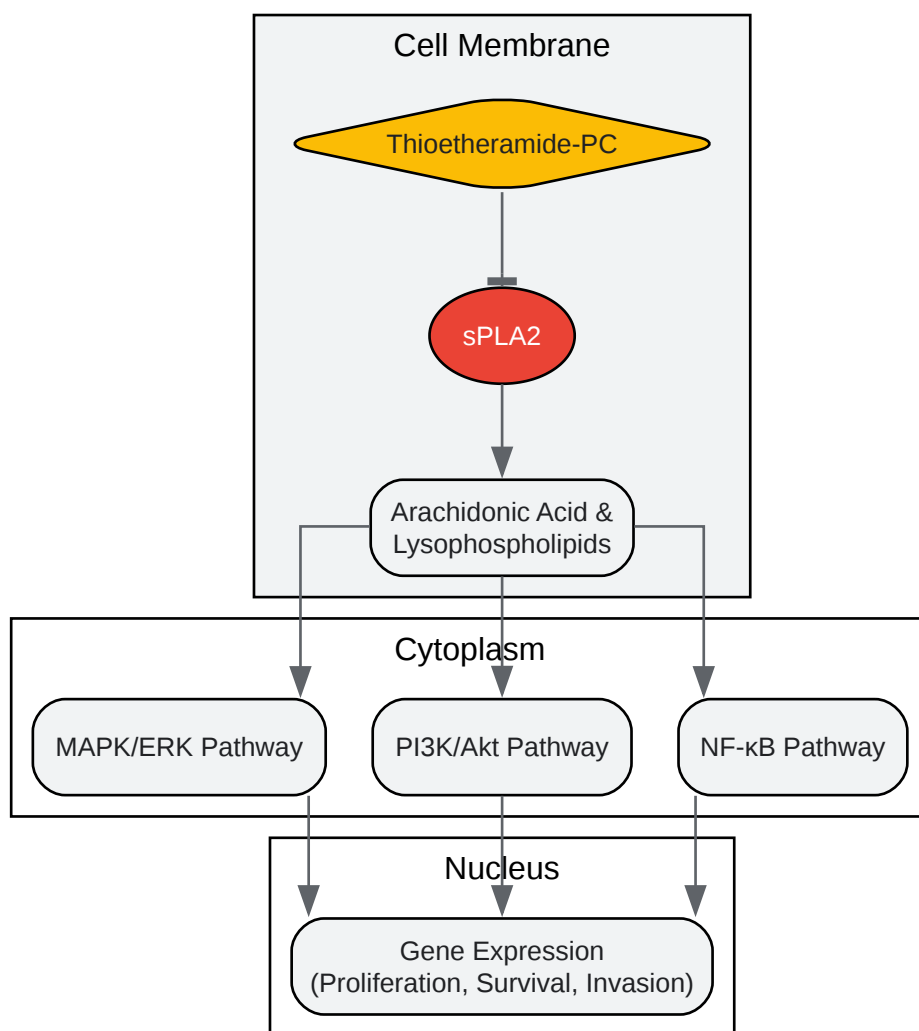 Cell Membrane
Thioetheramide-PC
sPLA2
Arachidonic Acid &
Lysophospholipids
Cytoplasm
MAPK/ERK Pathway
PI3K/Akt Pathway
NF-κB Pathway
Nucleus
Gene Expression
(Proliferation, Survival, Invasion)